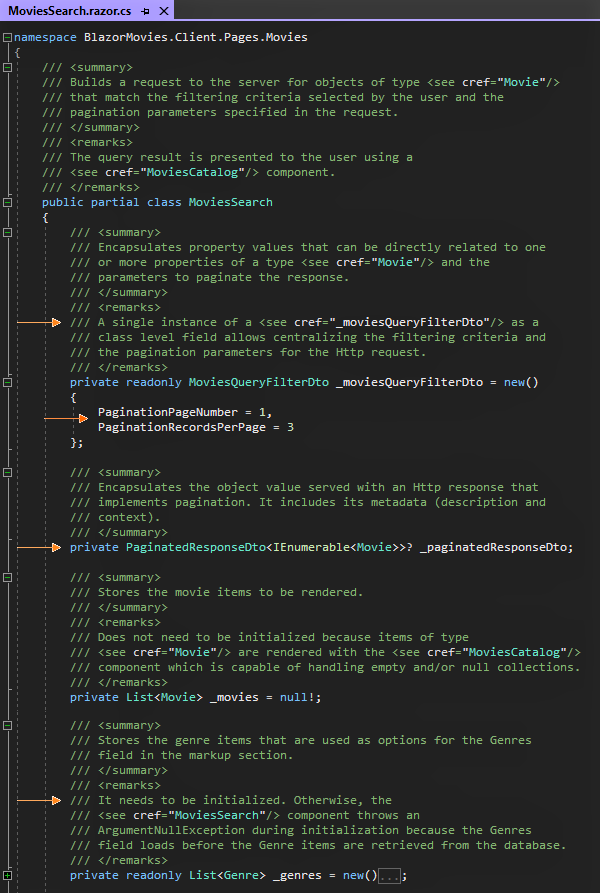 MoviesSearch.razor.cs
namespace BlazorMovies.Client.Pages.Movies
{
/// <summary>
/// Builds a request to the server for objects of type <see cref="Movie"/>
/// that match the filtering criteria selected by the user and the
/// pagination parameters specified in the request.
/// </summary>
/// <remarks>
/// The query result is presented to the user using a
/// <see cref="MoviesCatalog"/> component.
/// </remarks>
public partial class MoviesSearch
{
/// <summary>
/// Encapsulates property values that can be directly related to one
/// or more properties of a type <see cref="Movie"/> and the
/// parameters to paginate the response.
/// </summary>
/// <remarks>
/// A single instance of a <see cref="_moviesQueryFilterDto"/> as a
/// class level field allows centralizing the filtering criteria and
/// the pagination parameters for the Http request.
/// </remarks>
private readonly MoviesQueryFilterDto _moviesQueryFilterDto = new()
{
PaginationPageNumber = 1,
PaginationRecordsPerPage = 3
};
/// <summary>
/// Encapsulates the object value served with an Http response that
/// implements pagination. It includes its metadata (description and
/// context).
/// </summary>
private PaginatedResponseDto<IEnumerable<Movie>>? _paginatedResponseDto;
/// <summary>
/// Stores the movie items to be rendered.
/// </summary>
/// <remarks>
/// Does not need to be initialized because items of type
/// <see cref="Movie"/> are rendered with the <see cref="MoviesCatalog"/>
/// component which is capable of handling empty and/or null collections.
/// </remarks>
private List<Movie> _movies = null!;
/// <summary>
/// Stores the genre items that are used as options for the Genres
/// field in the markup section.
/// </summary>
/// <remarks>
/// It needs to be initialized. Otherwise, the
/// <see cref="MoviesSearch"/> component throws an
/// ArgumentNullException during initialization because the Genres
/// field loads before the Genre items are retrieved from the database.
/// </remarks>
private readonly List<Genre> _genres = new()...;